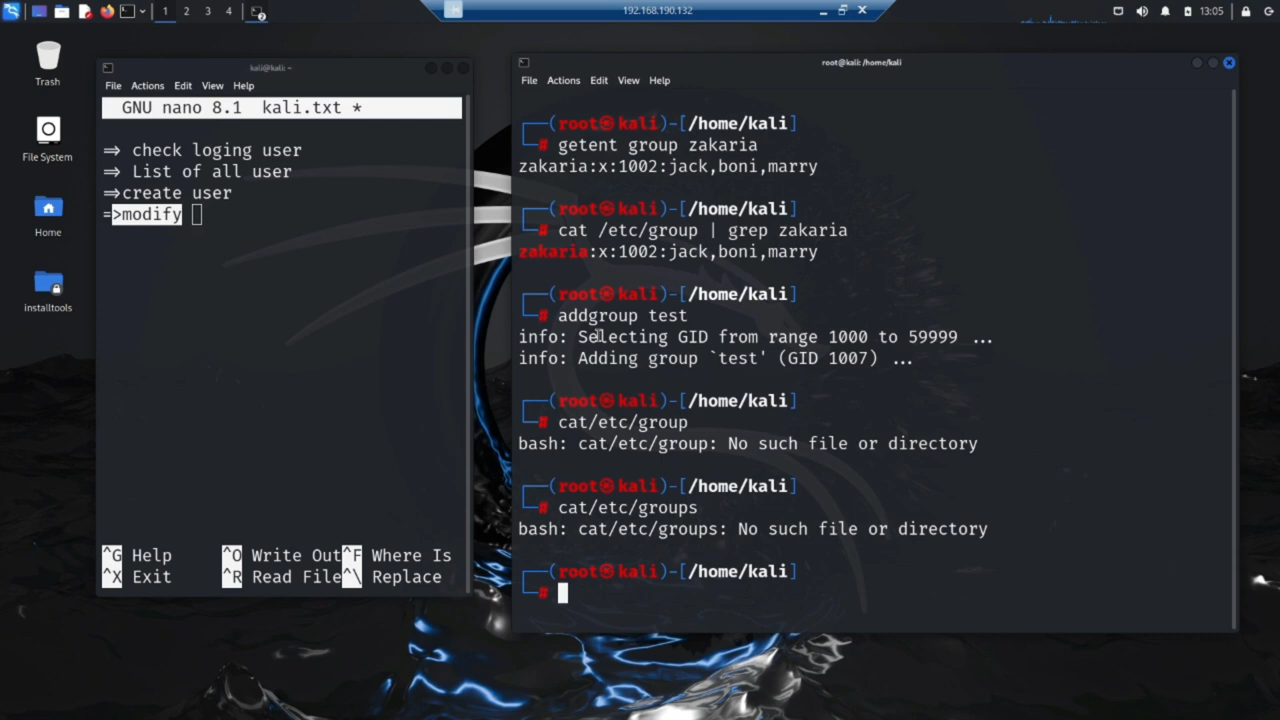 1 2 3 4
192.168.190.132
13:05
Trash
File System
Home
installtools
kali@kali: ~
File Actions Edit View Help
GNU nano 8.1 kali.txt *
=> check loging user
=> List of all user
=>create user
=>modify
^G Help ^O Write Out ^F Where Is
^X Exit ^R Read File ^\ Replace
root@kali: /home/kali
File Actions Edit View Help
┌──(root㉿kali)-[/home/kali]
└─# getent group zakaria
zakaria:x:1002:jack,boni,marry
┌──(root㉿kali)-[/home/kali]
└─# cat /etc/group | grep zakaria
zakaria:x:1002:jack,boni,marry
┌──(root㉿kali)-[/home/kali]
└─# addgroup test
info: Selecting GID from range 1000 to 59999 ...
info: Adding group `test' (GID 1007) ...
┌──(root㉿kali)-[/home/kali]
└─# cat/etc/group
bash: cat/etc/group: No such file or directory
┌──(root㉿kali)-[/home/kali]
└─# cat/etc/groups
bash: cat/etc/groups: No such file or directory
┌──(root㉿kali)-[/home/kali]
└─#